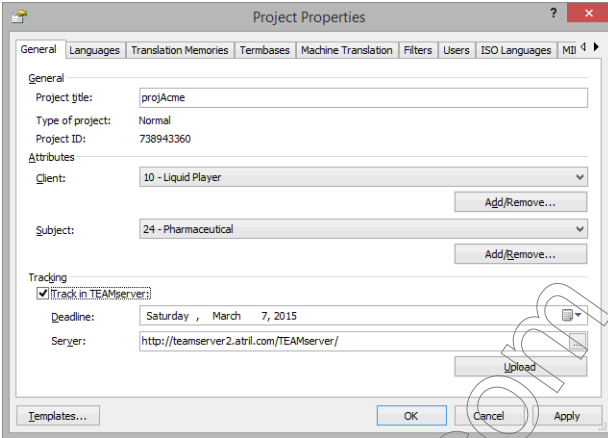 Project Properties
? ×
General Languages Translation Memories Termbases Machine Translation Filters Users ISO Languages
General
Project title: projAcme
Type of project: Normal
Project ID: 738943360
Attributes
Client: 10 - Liquid Player
Add/Remove...
Subject: 24 - Pharmaceutical
Add/Remove...
Tracking
Track in TEAMserver:
Deadline: Saturday , March 7, 2015
Server: http://teamserver2.atril.com/TEAMserver/
...
Upload
Templates... OK Cancel Apply
com